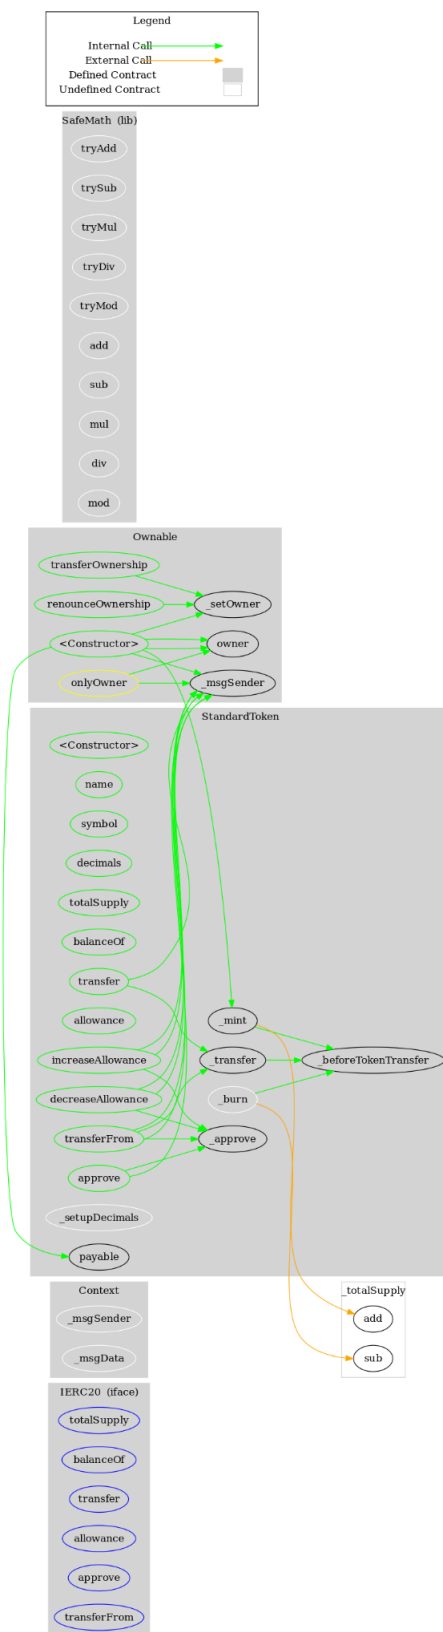 Legend
Internal Call
External Call
Defined Contract
Undefined Contract
SafeMath (lib)
tryAdd
trySub
tryMul
tryDiv
tryMod
add
sub
mul
div
mod
Ownable
transferOwnership
renounceOwnership
_setOwner
<Constructor>
owner
onlyOwner
_msgSender
StandardToken
<Constructor>
name
symbol
decimals
totalSupply
balanceOf
transfer
allowance
_mint
increaseAllowance
_transfer
_beforeTokenTransfer
decreaseAllowance
_burn
transferFrom
_approve
approve
_setupDecimals
payable
Context
_totalSupply
_msgSender
add
_msgData
sub
IERC20 (iface)
totalSupply
balanceOf
transfer
allowance
approve
transferFrom